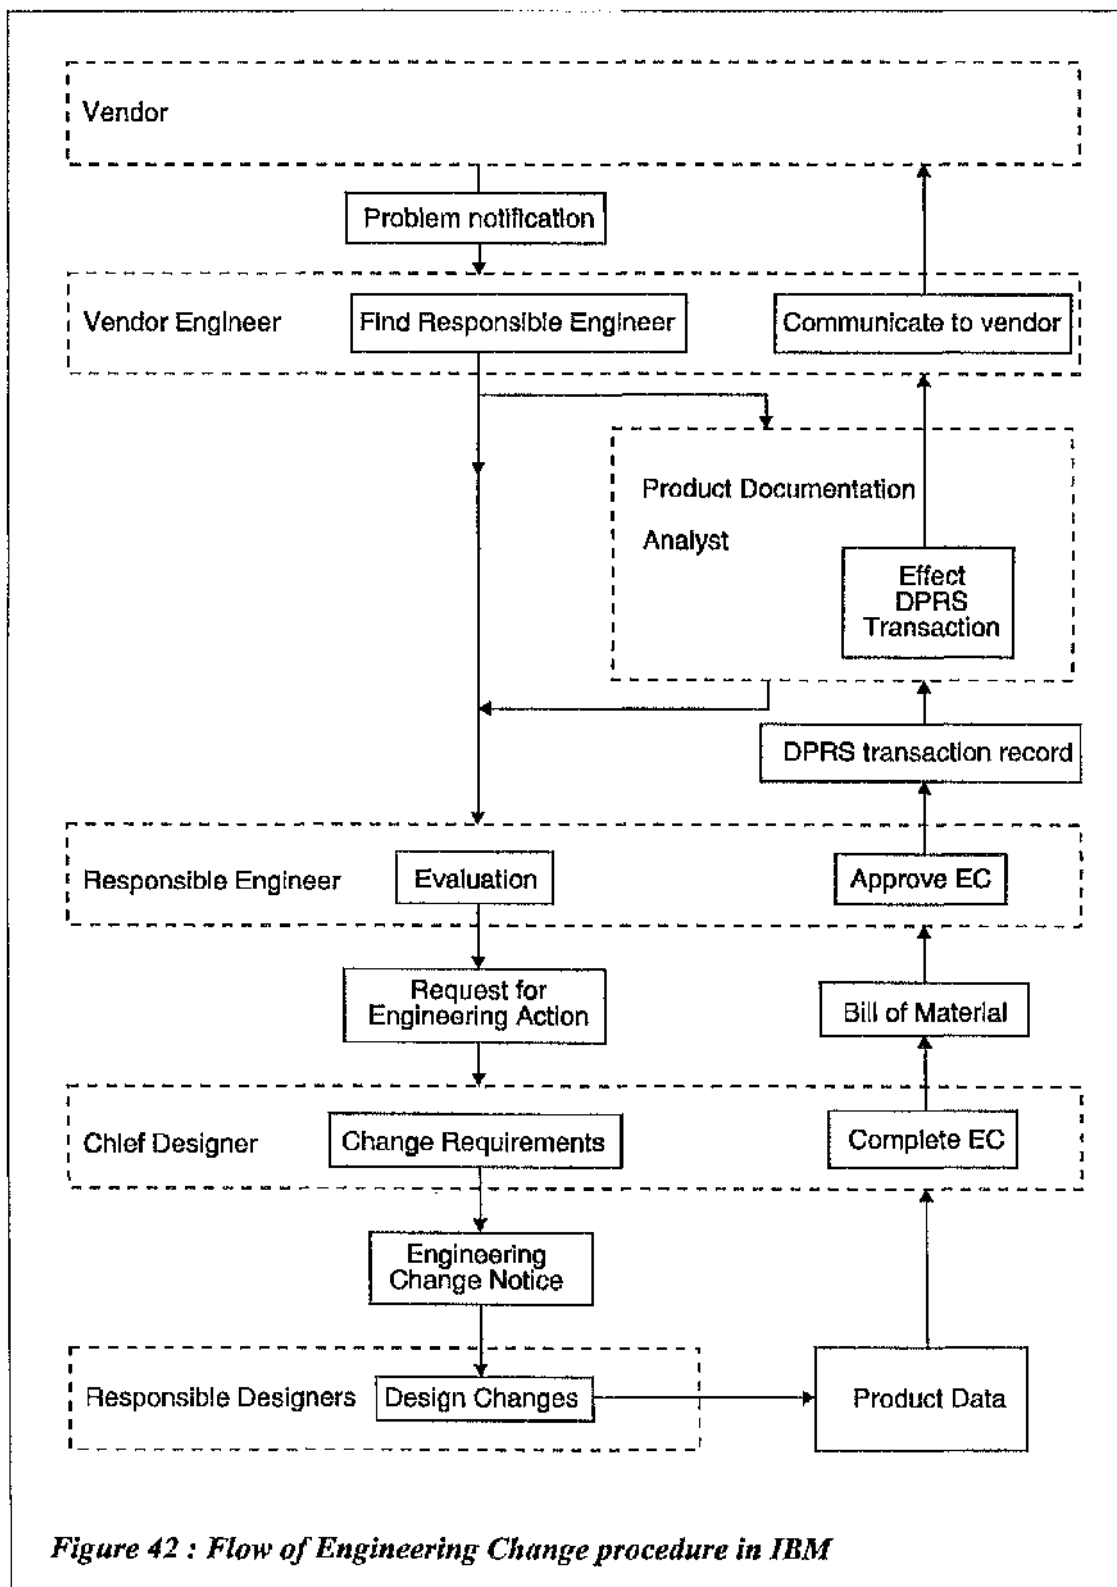 Vendor
Problem notification
Vendor Engineer
Find Responsible Engineer
Communicate to vendor
Product Documentation
Analyst
Effect
DPRS
Transaction
DPRS transaction record
Responsible Engineer
Evaluation
Approve EC
Request for
Engineering Action
Bill of Material
Chief Designer
Change Requirements
Complete EC
Engineering
Change Notice
Responsible Designers
Design Changes
Product Data
Figure 42 : Flow of Engineering Change procedure in IBM